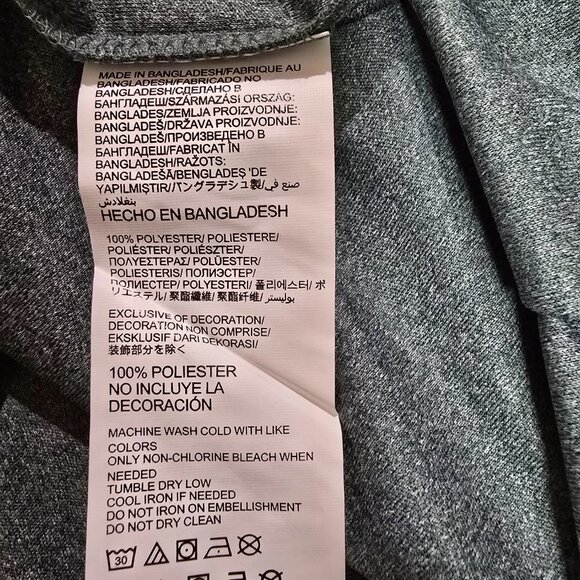 MADE IN BANGLADESH/FABRIQUE AU
BANGLADESH/FABRICADO NO
BANGLADESH/СДЕЛАНО В
БАНГЛАДЕШ/SZÁRMAZÁSI ORSZÁG:
BANGLADES/ZEMLJA PROIZVODNJE:
BANGLADEŠ/DRŽAVA PROIZVODNJE:
BANGLADEŠ/ПРОИЗВЕДЕНО В
БАНГЛАДЕШ/FABRICAT ÎN
BANGLADESH/RAŽOTS:
BANGLADEŠĀ/BENGLADEŞ 'DE
YAPILMIŞTIR/バングラデシュ製/صنع في
بنغلادش
HECHO EN BANGLADESH
100% POLYESTER/ POLIESTERE/
POLIÉSTER/ POLIÉSZTER/
ΠΟΛΥΕΣΤΕΡΑΣ/ POLÜESTER/
POLIESTERIS/ ПОЛИЭСТЕР/
ПОЛИЕСТЕР/ POLYESTERI/ 폴리에스터/ ポ
リエステル/ 聚酯纖維/ 聚酯纤维/ بوليستر
EXCLUSIVE OF DECORATION/
DECORATION NON COMPRISE/
EKSKLUSIF DARI DEKORASI/
装飾部分を除く
100% POLIESTER
NO INCLUYE LA
DECORACIÓN
MACHINE WASH COLD WITH LIKE
COLORS
ONLY NON-CHLORINE BLEACH WHEN
NEEDED
TUMBLE DRY LOW
COOL IRON IF NEEDED
DO NOT IRON ON EMBELLISHMENT
DO NOT DRY CLEAN
30